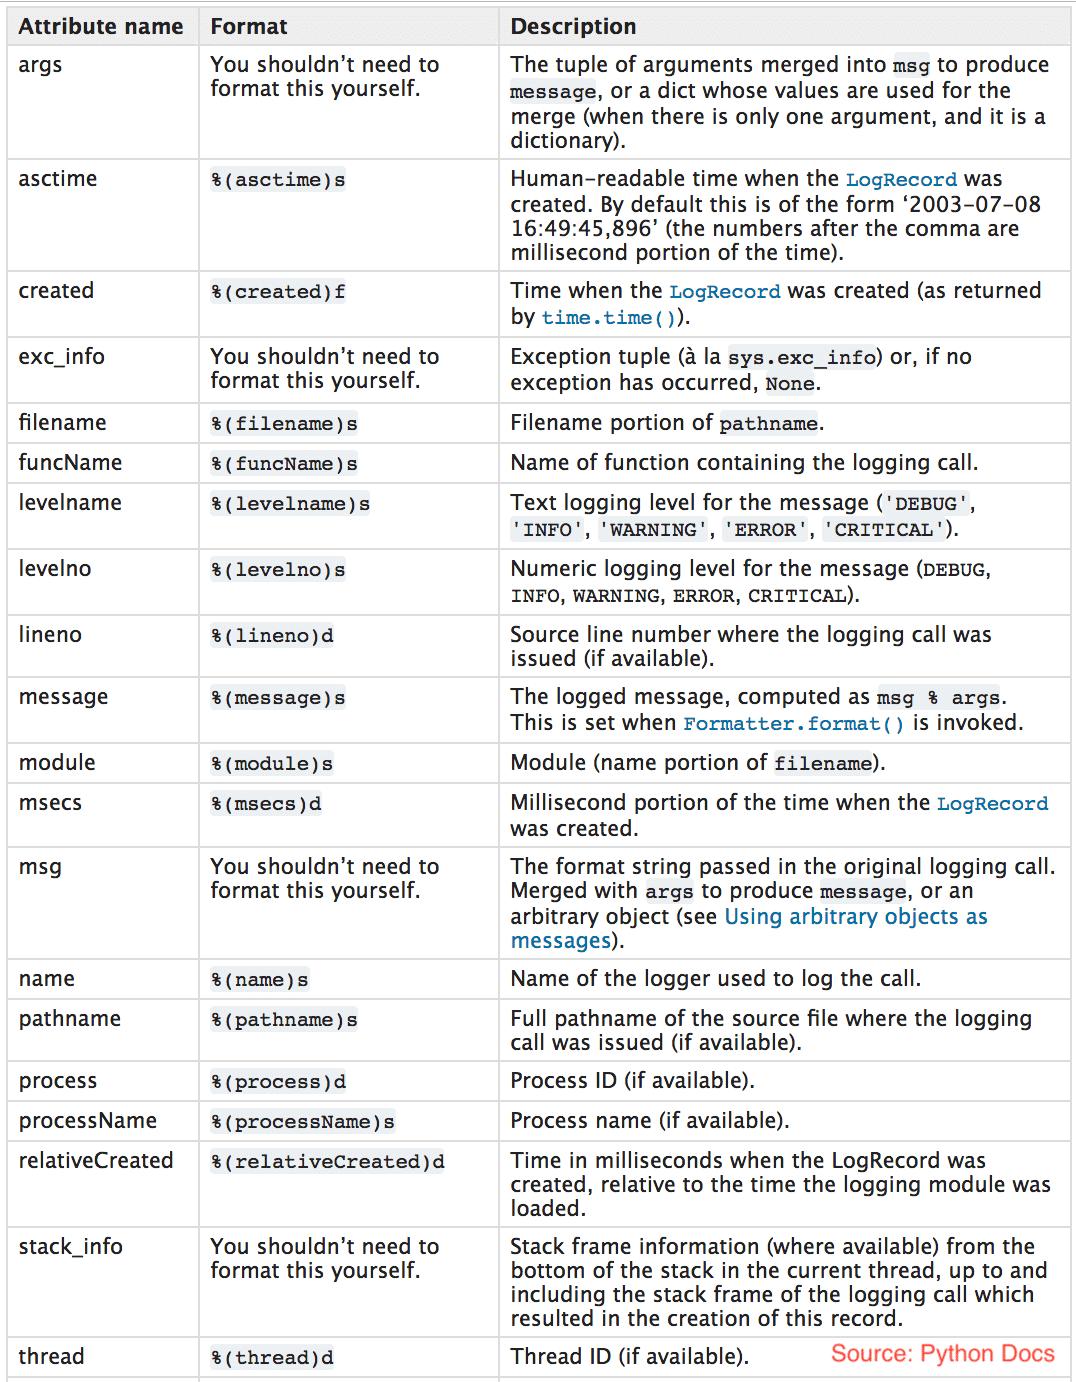 Attribute name Format Description
args You shouldn’t need to The tuple of arguments merged into msg to produce
format this yourself. message, or a dict whose values are used for the
merge (when there is only one argument, and it is a
dictionary).
asctime %(asctime)s Human-readable time when the LogRecord was
created. By default this is of the form ‘2003-07-08
16:49:45,896’ (the numbers after the comma are
millisecond portion of the time).
created %(created)f Time when the LogRecord was created (as returned
by time.time()).
exc_info You shouldn’t need to Exception tuple (à la sys.exc_info) or, if no
format this yourself. exception has occurred, None.
filename %(filename)s Filename portion of pathname.
funcName %(funcName)s Name of function containing the logging call.
levelname %(levelname)s Text logging level for the message ('DEBUG',
'INFO', 'WARNING', 'ERROR', 'CRITICAL').
levelno %(levelno)s Numeric logging level for the message (DEBUG,
INFO, WARNING, ERROR, CRITICAL).
lineno %(lineno)d Source line number where the logging call was
issued (if available).
message %(message)s The logged message, computed as msg % args.
This is set when Formatter.format() is invoked.
module %(module)s Module (name portion of filename).
msecs %(msecs)d Millisecond portion of the time when the LogRecord
was created.
msg You shouldn’t need to The format string passed in the original logging call.
format this yourself. Merged with args to produce message, or an
arbitrary object (see Using arbitrary objects as
messages).
name %(name)s Name of the logger used to log the call.
pathname %(pathname)s Full pathname of the source file where the logging
call was issued (if available).
process %(process)d Process ID (if available).
processName %(processName)s Process name (if available).
relativeCreated %(relativeCreated)d Time in milliseconds when the LogRecord was
created, relative to the time the logging module was
loaded.
stack_info You shouldn’t need to Stack frame information (where available) from the
format this yourself. bottom of the stack in the current thread, up to and
including the stack frame of the logging call which
resulted in the creation of this record.
thread %(thread)d Thread ID (if available). Source: Python Docs